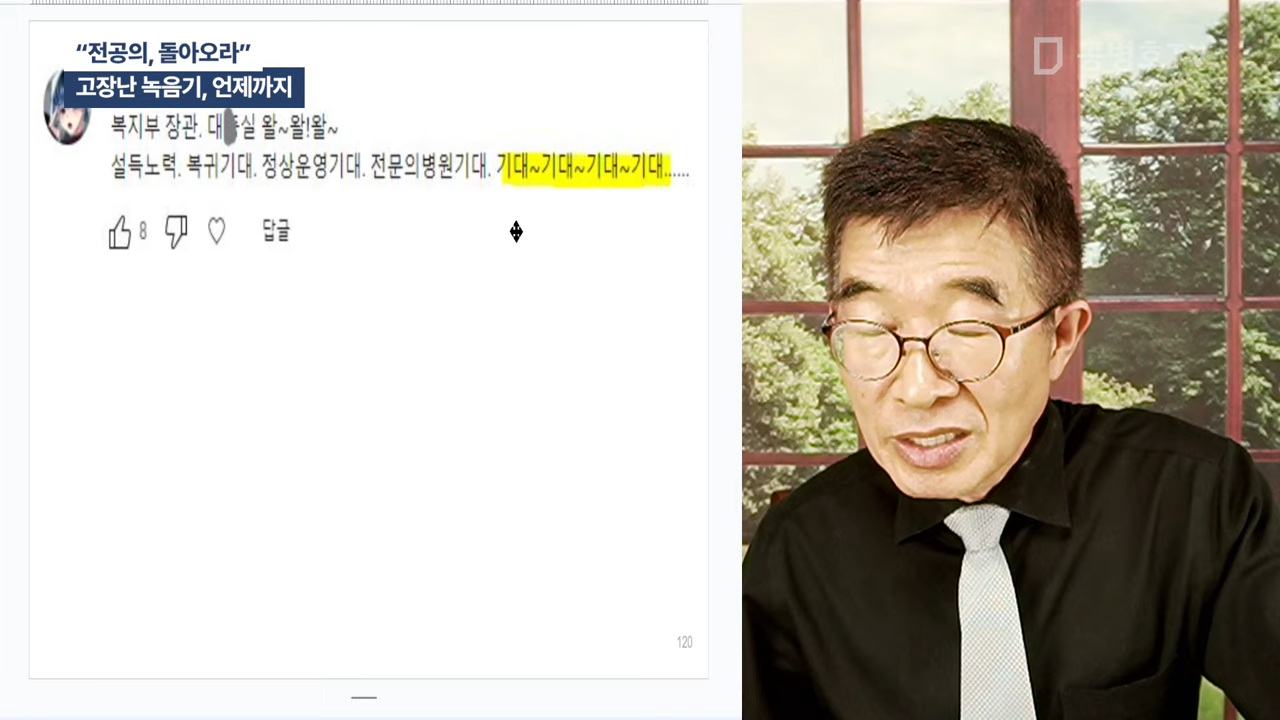 “전공의, 돌아오라”
고장난 녹음기, 언제까지
복지부 장관. 대 실 왈~왈!왈~
설득노력. 복귀기대. 정상운영기대. 전문의병원기대. 기대~기대~기대~기대......
8 답글
120